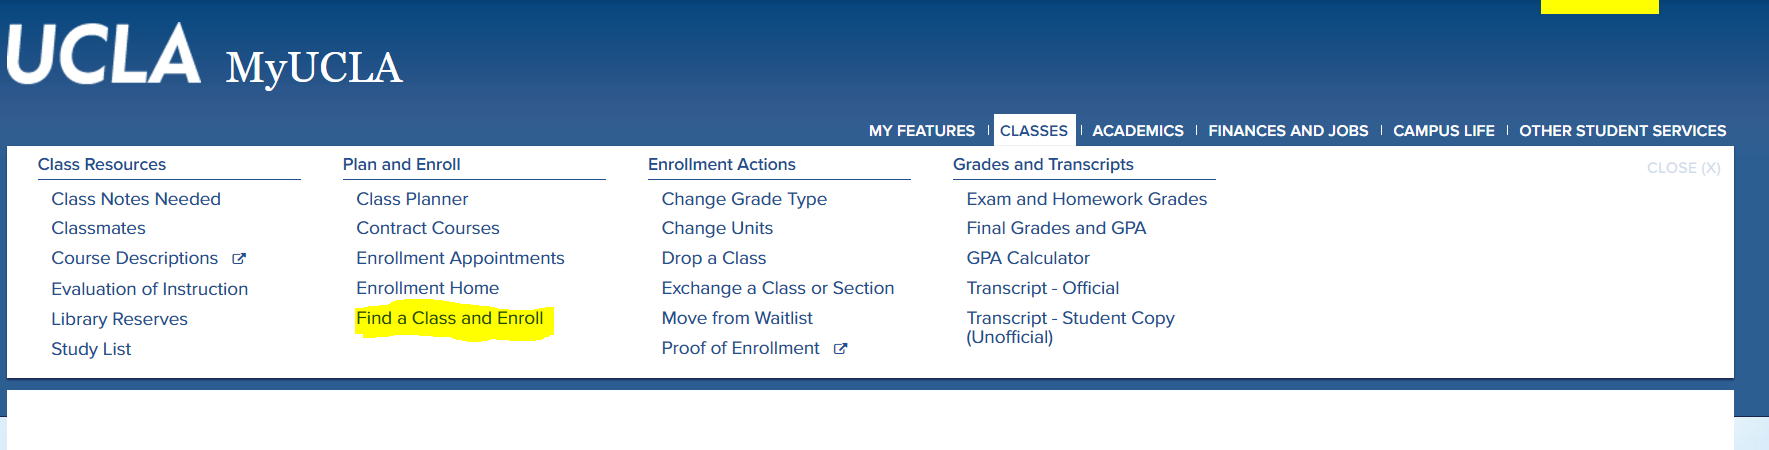 UCLA MyUCLA
MY FEATURES CLASSES ACADEMICS FINANCES AND JOBS CAMPUS LIFE OTHER STUDENT SERVICES
CLOSE (X)
Class Resources
Class Notes Needed
Classmates
Course Descriptions
Evaluation of Instruction
Library Reserves
Study List
Plan and Enroll
Class Planner
Contract Courses
Enrollment Appointments
Enrollment Home
Find a Class and Enroll
Enrollment Actions
Change Grade Type
Change Units
Drop a Class
Exchange a Class or Section
Move from Waitlist
Proof of Enrollment
Grades and Transcripts
Exam and Homework Grades
Final Grades and GPA
GPA Calculator
Transcript - Official
Transcript - Student Copy
(Unofficial)